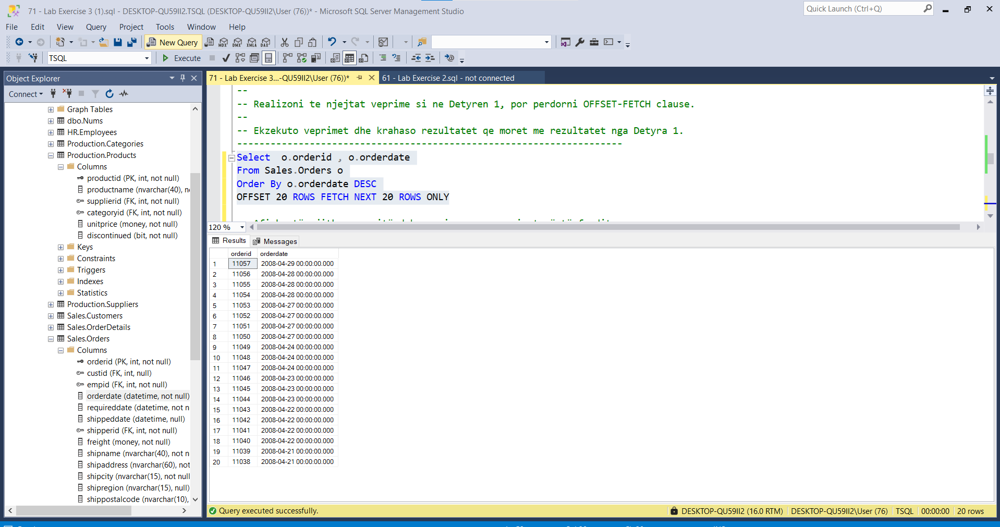 71 - Lab Exercise 3 (1).sql - DESKTOP-QU59II2.TSQL (DESKTOP-QU59II2\User (76))* - Microsoft SQL Server Management Studio
Quick Launch (Ctrl+Q)
File Edit View Query Project Tools Window Help
New Query
MDX DMX XMLA DAX
TSQL
Execute
Object Explorer
Connect
Graph Tables
dbo.Nums
HR.Employees
Production.Categories
Production.Products
Columns
productid (PK, int, not null)
productname (nvarchar(40), n
supplierid (FK, int, not null)
categoryid (FK, int, not null)
unitprice (money, not null)
discontinued (bit, not null)
Keys
Constraints
Triggers
Indexes
Statistics
Production.Suppliers
Sales.Customers
Sales.OrderDetails
Sales.Orders
Columns
orderid (PK, int, not null)
custid (FK, int, null)
empid (FK, int, not null)
orderdate (datetime, not null)
requireddate (datetime, not n
shippeddate (datetime, null)
shipperid (FK, int, not null)
freight (money, not null)
shipname (nvarchar(40), not n
shipaddress (nvarchar(60), not
shipcity (nvarchar(15), not null
shipregion (nvarchar(15), null)
shippostalcode (nvarchar(10),
71 - Lab Exercise 3...-QU59II2\User (76))* 61 - Lab Exercise 2.sql - not connected
--
-- Realizoni te njejtat veprime si ne Detyren 1, por perdorni OFFSET-FETCH clause.
--
-- Ekzekuto veprimet dhe krahaso rezultatet qe moret me rezultatet nga Detyra 1.
---------------------------------------------------------------------
Select  o.orderid , o.orderdate
From Sales.Orders o
Order By o.orderdate DESC
OFFSET 20 ROWS FETCH NEXT 20 ROWS ONLY
120 %
Results Messages
orderid orderdate
1 11057 2008-04-29 00:00:00.000
2 11056 2008-04-28 00:00:00.000
3 11055 2008-04-28 00:00:00.000
4 11054 2008-04-28 00:00:00.000
5 11053 2008-04-27 00:00:00.000
6 11052 2008-04-27 00:00:00.000
7 11051 2008-04-27 00:00:00.000
8 11050 2008-04-27 00:00:00.000
9 11049 2008-04-24 00:00:00.000
10 11048 2008-04-24 00:00:00.000
11 11047 2008-04-24 00:00:00.000
12 11046 2008-04-23 00:00:00.000
13 11045 2008-04-23 00:00:00.000
14 11044 2008-04-23 00:00:00.000
15 11043 2008-04-22 00:00:00.000
16 11042 2008-04-22 00:00:00.000
17 11041 2008-04-22 00:00:00.000
18 11040 2008-04-22 00:00:00.000
19 11039 2008-04-21 00:00:00.000
20 11038 2008-04-21 00:00:00.000
Query executed successfully.
DESKTOP-QU59II2 (16.0 RTM) DESKTOP-QU59II2\User (76) TSQL 00:00:00 20 rows